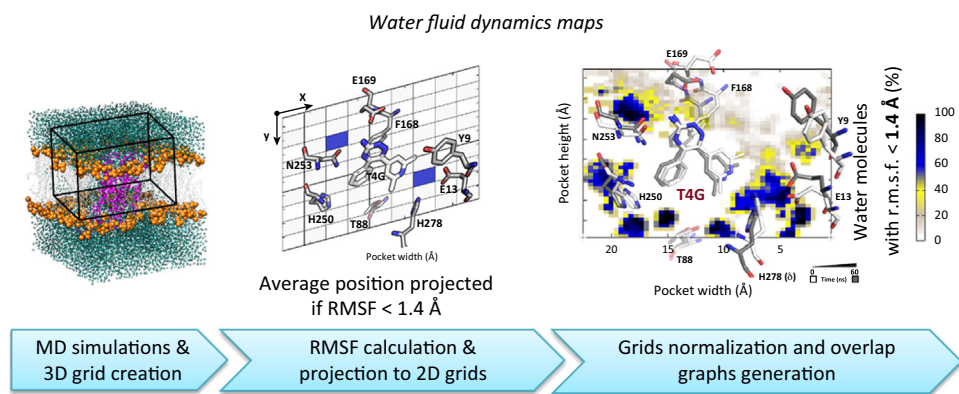 Water fluid dynamics maps
X
y
E169
F168
Y9
N253
T4G
E13
H250
T88
H278
Pocket width (Å)
Average position projected
if RMSF < 1.4 Å
E169
F168
Y9
N253
H250
T4G
E13
T88
H278 (δ)
Pocket height (Å)
20
15
10
5
Pocket width (Å)
0
60
Time (ns)
Water molecules
with r.m.s.f. < 1.4 Å (%)
100
80
60
40
20
0
MD simulations &
3D grid creation
RMSF calculation &
projection to 2D grids
Grids normalization and overlap
graphs generation